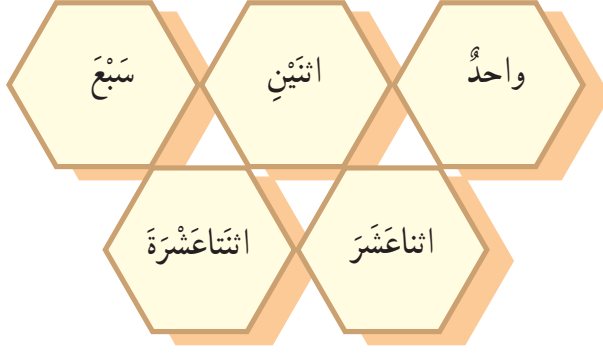 واحدٌ اثنَيْنِ سَبْعَ
اثناعَشَرَ اثنَتاعَشْرَةَ